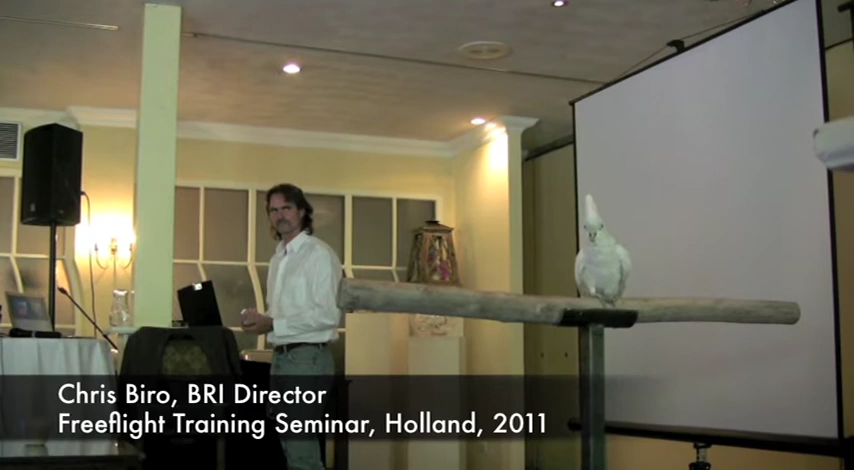 Chris Biro, BRI Director
Freeflight Training Seminar, Holland, 2011